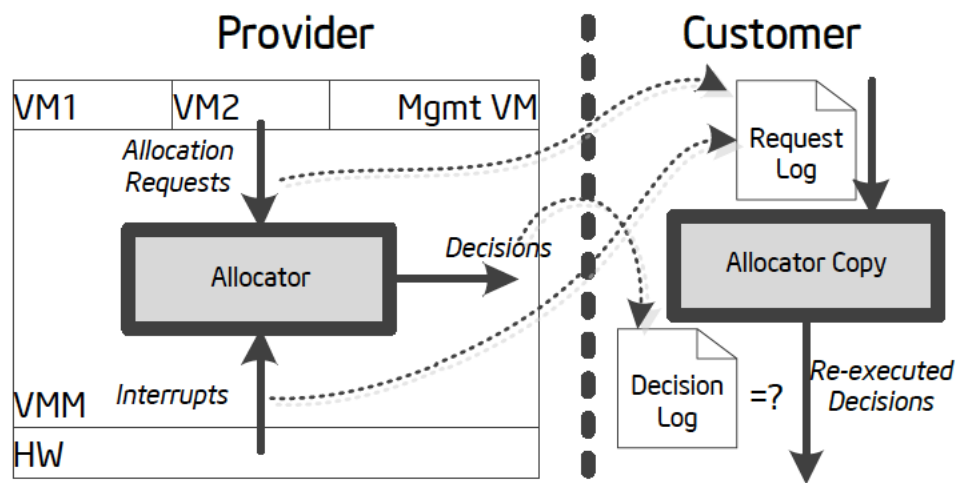 Provider
Customer
VM1
VM2
Mgmt VM
Allocation
Requests
Request
Log
Allocator
Decisions
Allocator Copy
Interrupts
VMM
HW
Decision
Log
=?
Re-executed
Decisions